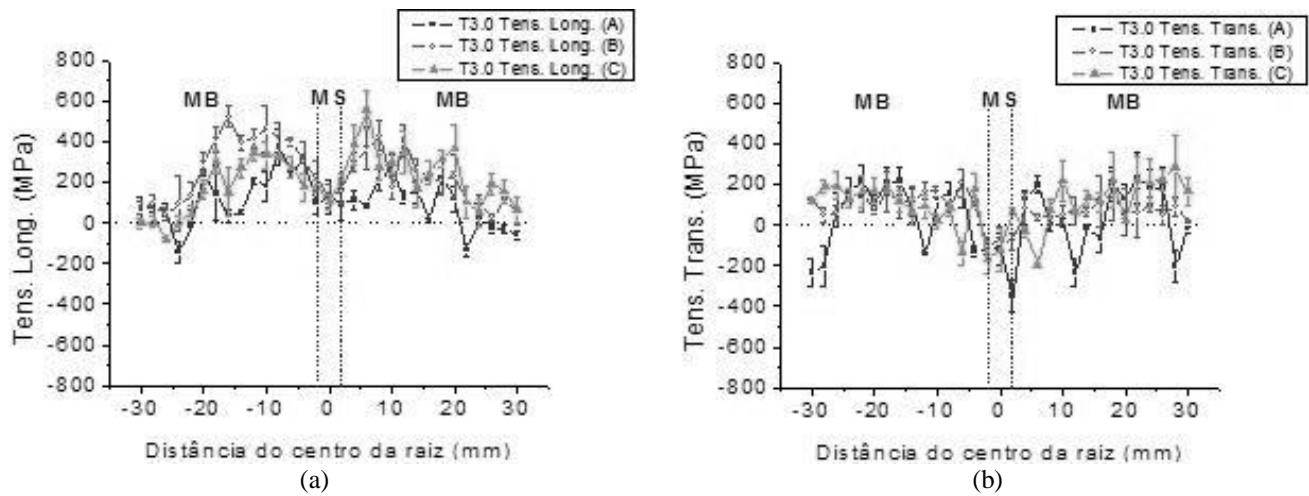 T3.0 Tens. Long. (A)
T3.0 Tens. Long. (B)
T3.0 Tens. Long. (C)
800
600
400
200
0
-200
-400
-600
-800
Tens. Long. (MPa)
MB
MS
MB
-30
-20
-10
0
10
20
30
Distância do centro da raiz (mm)
(a)
T3.0 Tens. Trans. (A)
T3.0 Tens. Trans. (B)
T3.0 Tens. Trans. (C)
800
600
400
200
0
-200
-400
-600
-800
Tens. Trans. (MPa)
MB
MS
MB
-30
-20
-10
0
10
20
30
Distância do centro da raiz (mm)
(b)